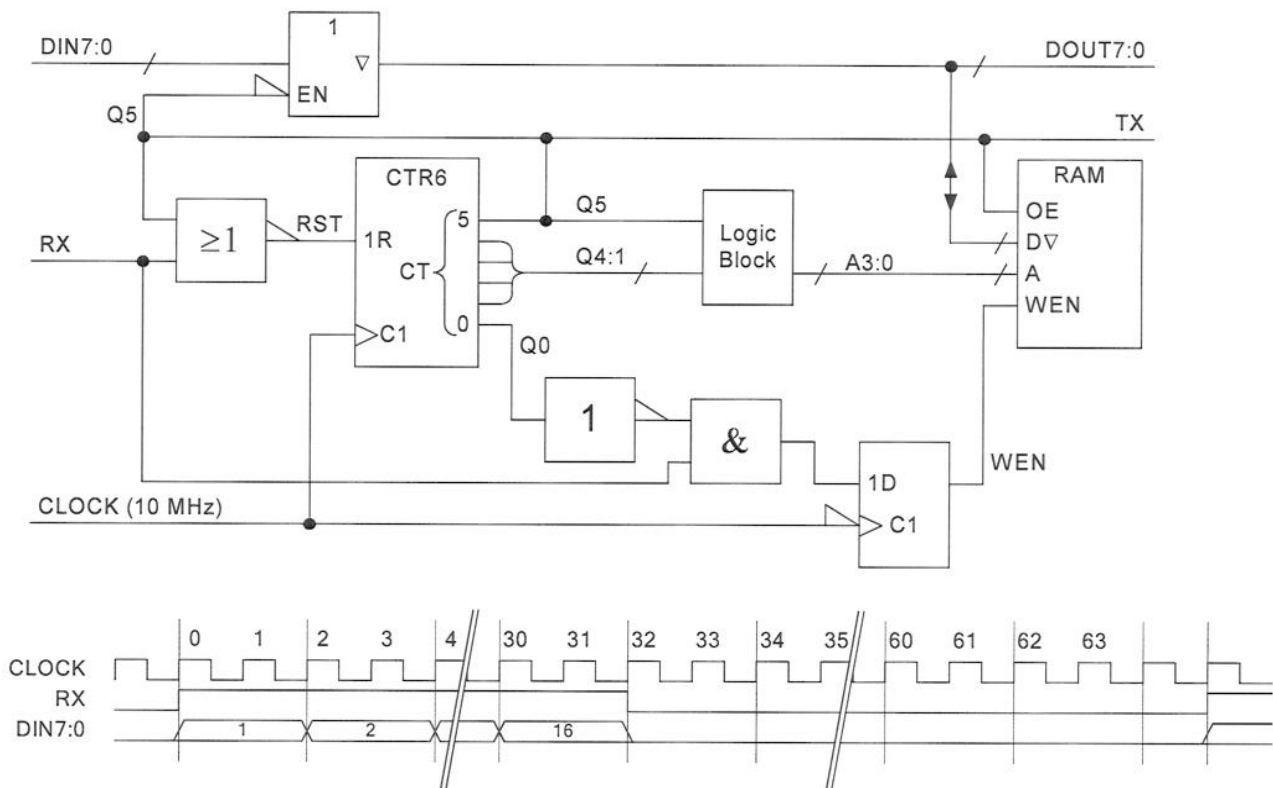 DIN7:0
1
▽
EN
DOUT7:0
Q5
TX
CTR6
RAM
RX
≥1
RST
1R
CT
5
0
Q5
Q4:1
Logic
Block
A3:0
OE
D▽
A
WEN
C1
Q0
1
&
WEN
1D
C1
CLOCK (10 MHz)
0 1 2 3 4 30 31 32 33 34 35 60 61 62 63
CLOCK
RX
DIN7:0
1 2 16